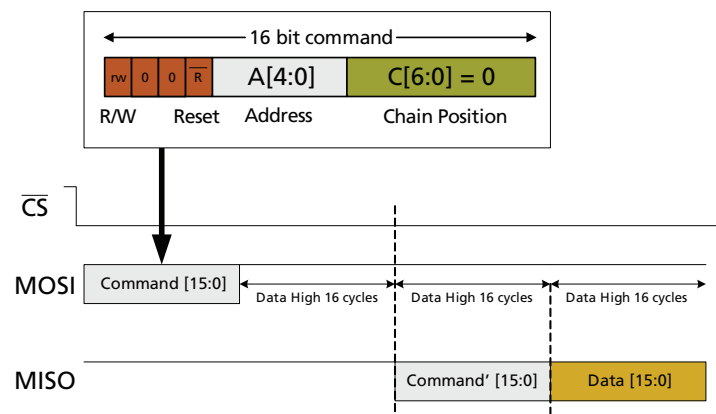 16 bit command
rw 0 0 R̅ A[4:0] C[6:0] = 0
R/W Reset Address Chain Position
C̅S̅
MOSI Command [15:0] Data High 16 cycles Data High 16 cycles Data High 16 cycles
MISO Command’ [15:0] Data [15:0]